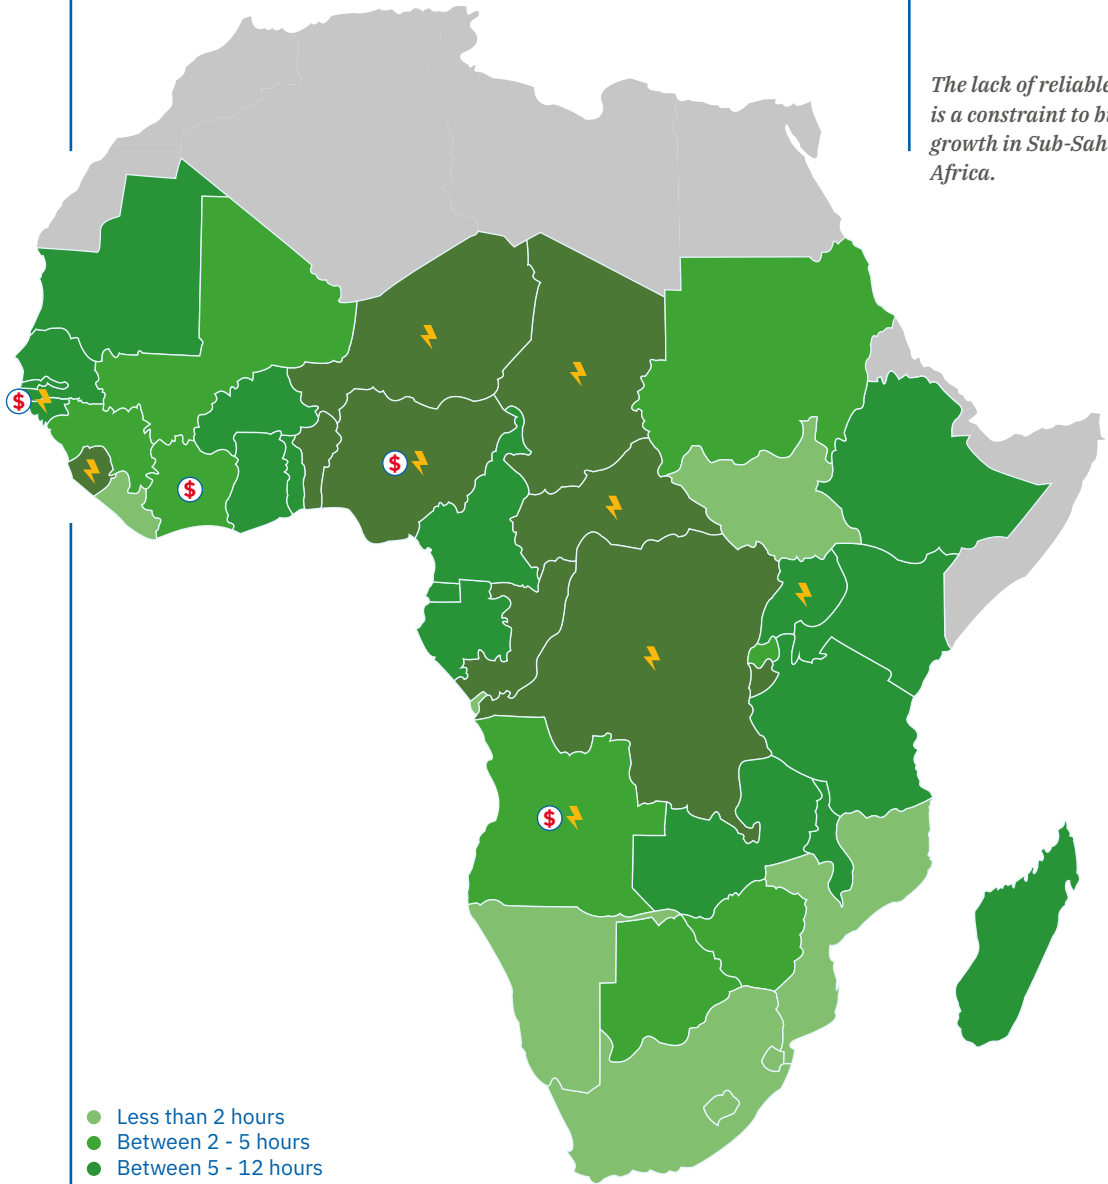 The lack of reliable
is a constraint to
growth in Sub-Sah
Africa.
$
$
$
$
Less than 2 hours
Between 2 - 5 hours
Between 5 - 12 hours